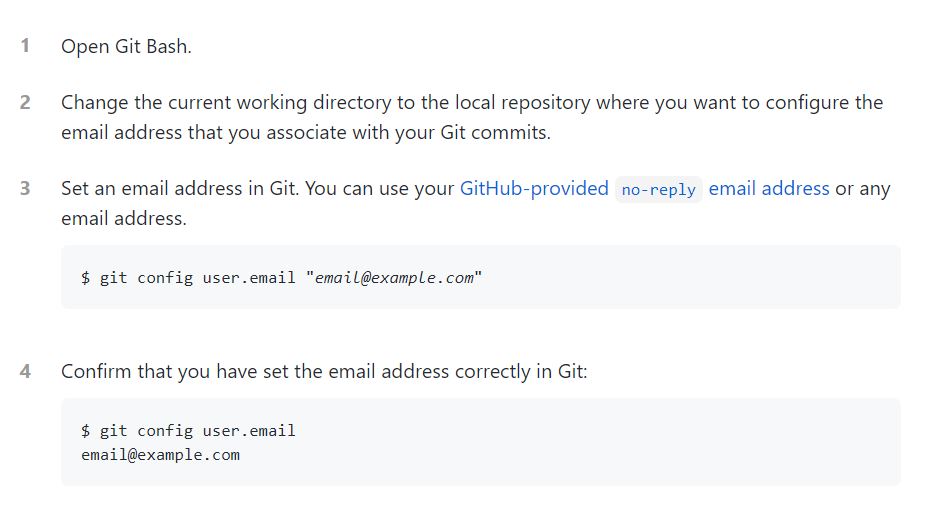 1 Open Git Bash.
2 Change the current working directory to the local repository where you want to configure the
email address that you associate with your Git commits.
3 Set an email address in Git. You can use your GitHub-provided no-reply email address or any
email address.
$ git config user.email "email@example.com"
4 Confirm that you have set the email address correctly in Git:
$ git config user.email
email@example.com